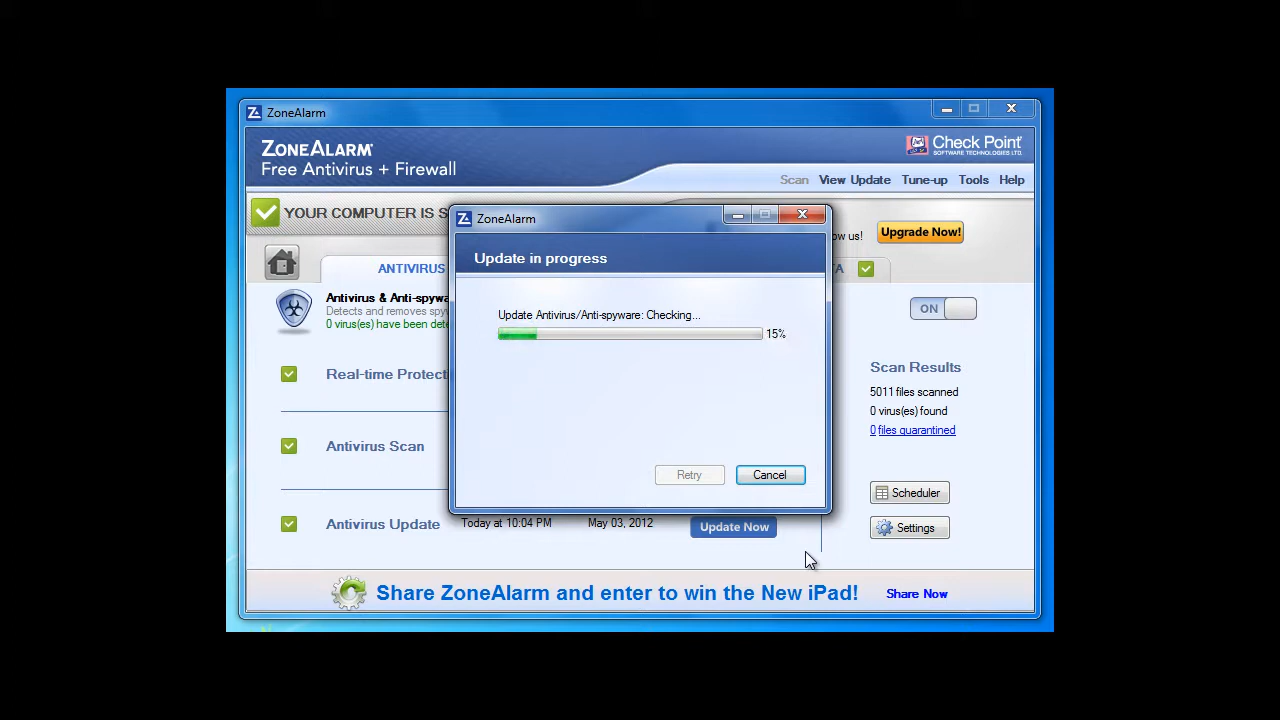 ZoneAlarm
ZONEALARM
Free Antivirus + Firewall
Check Point
SOFTWARE TECHNOLOGIES LTD.
Scan View Update Tune-up Tools Help
YOUR COMPUTER IS S
ow us! Upgrade Now!
ANTIVIRUS
A
Antivirus & Anti-spywa
Detects and removes spy
0 virus(es) have been dete
ON
Real-time Protect
Antivirus Scan
Antivirus Update Today at 10:04 PM May 03, 2012 Update Now
Scan Results
5011 files scanned
0 virus(es) found
0 files quarantined
Scheduler
Settings
ZoneAlarm
Update in progress
Update Antivirus/Anti-spyware: Checking...
15%
Retry Cancel
Share ZoneAlarm and enter to win the New iPad! Share Now